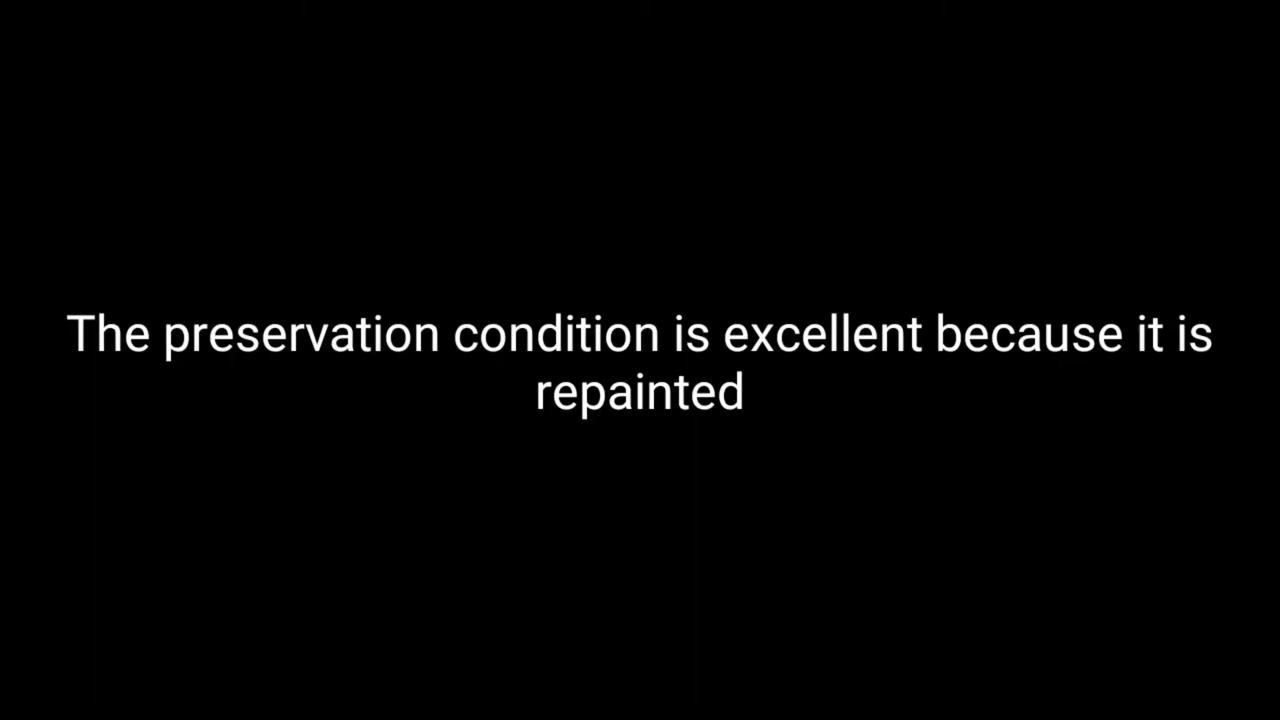 The preservation condition is excellent because it is
repainted